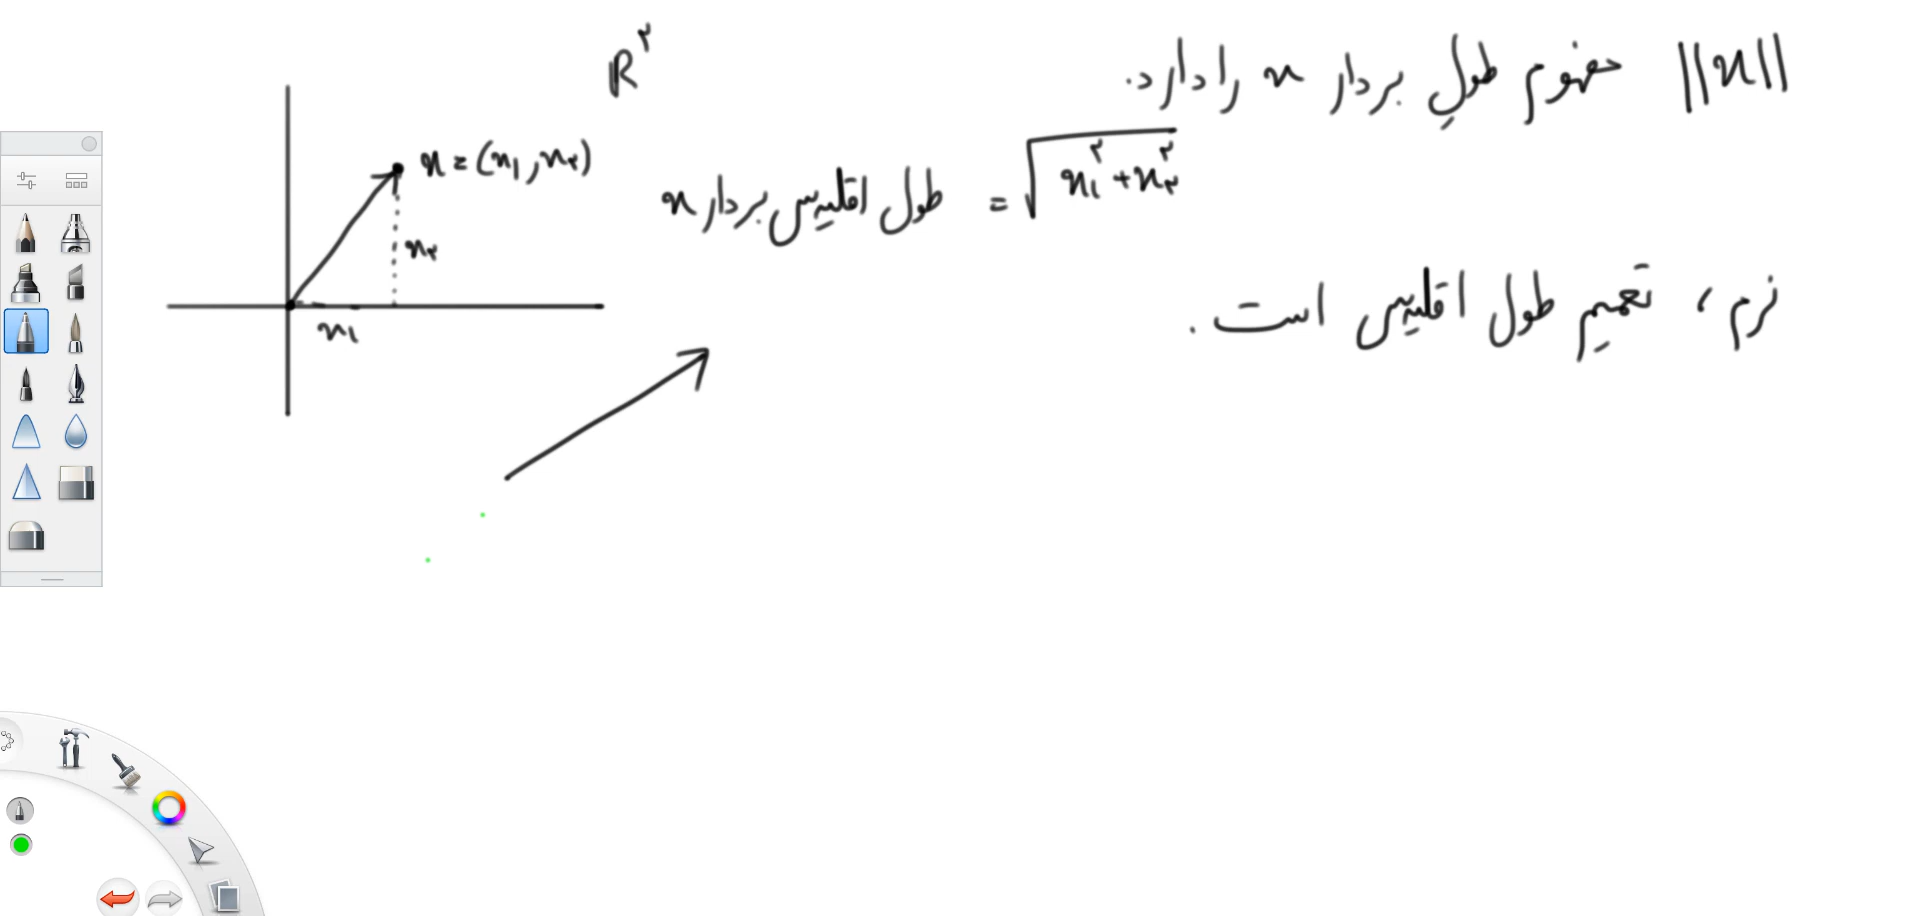 ‖x‖ مفهوم طولِ بردار x را دارد.
R²
x = (x₁, x₂)
طول اقلیدسی بردار x = √(x₁² + x₂²)
x₂
x₁
نرم، تعمیم طول اقلیدسی است.